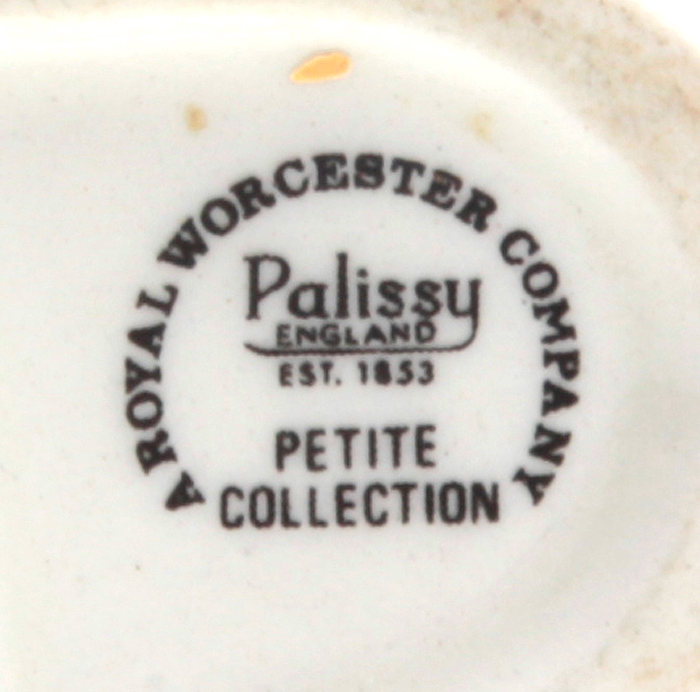 A ROYAL WORCESTER COMPANY
Palissy
ENGLAND
EST. 1853
PETITE
COLLECTION